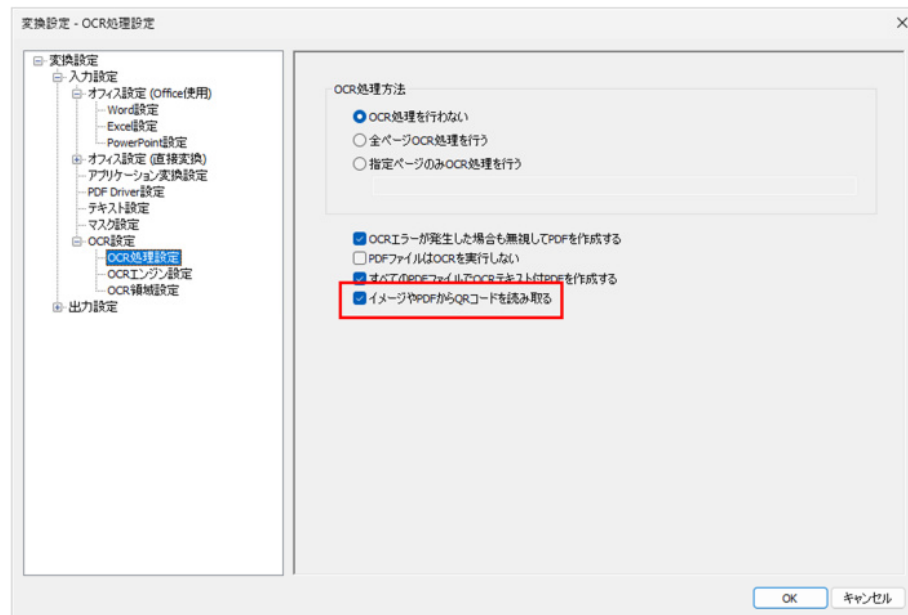 変換設定 - OCR処理設定
変換設定
入力設定
オフィス設定 (Office使用)
Word設定
Excel設定
PowerPoint設定
オフィス設定 (直接変換)
アプリケーション変換設定
PDF Driver設定
テキスト設定
マスク設定
OCR設定
OCR処理設定
OCRエンジン設定
OCR領域設定
出力設定
OCR処理方法
OCR処理を行わない
全ページOCR処理を行う
指定ページのみOCR処理を行う
OCRエラーが発生した場合も無視してPDFを作成する
PDFファイルはOCRを実行しない
すべてのPDFファイルでOCRテキスト付PDFを作成する
イメージやPDFからQRコードを読み取る
OK
キャンセル